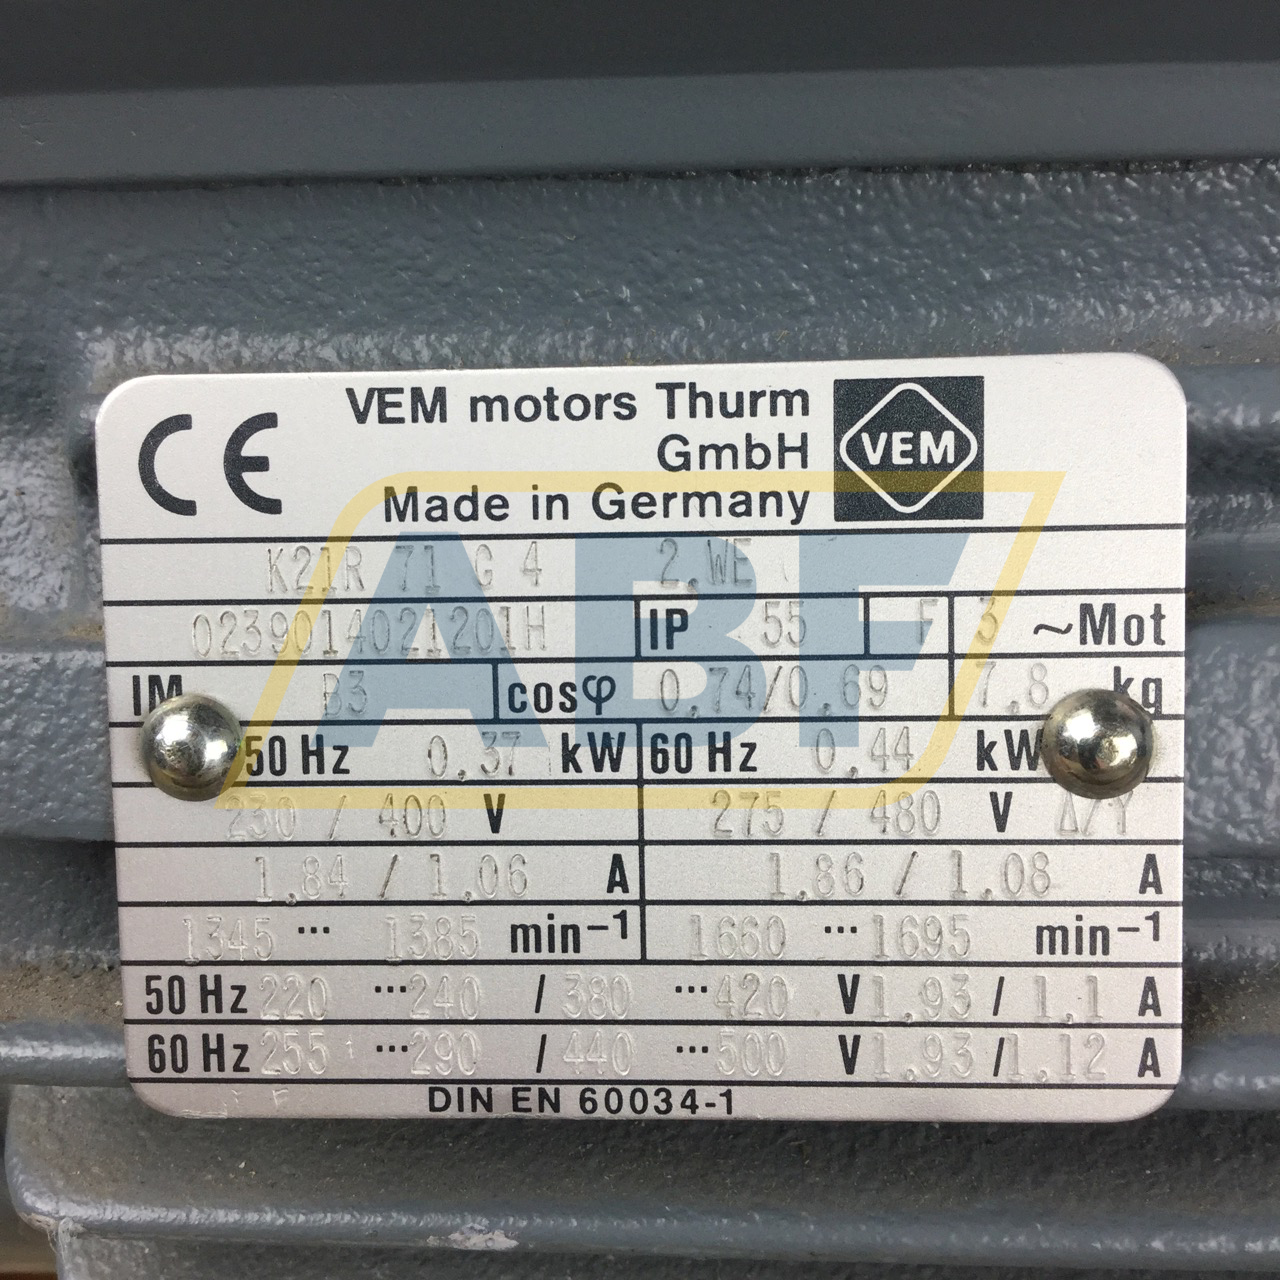 CE VEM motors Thurm
GmbH
Made in Germany
VEM
K21R 71 G 4 2.WE
0239014021201H IP 55 F 3 ~Mot
IM B3 cosφ 0,74/0,69 7,8 kg
50 Hz 0,37 kW 60 Hz 0,44 kW
230 / 400 V 275 / 480 V Δ/Y
1,84 / 1,06 A 1,86 / 1,08 A
1345 ... 1385 min-1 1660 ... 1695 min-1
50 Hz 220 ... 240 / 380 ... 420 V 1,93 / 1,1 A
60 Hz 255 ... 290 / 440 ... 500 V 1,93 / 1,12 A
DIN EN 60034-1
ABF